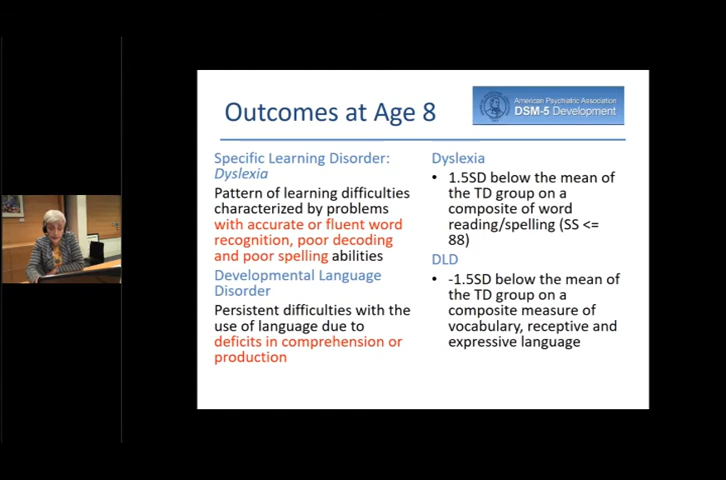 Outcomes at Age 8
American Psychiatric Association
DSM-5 Development
Specific Learning Disorder:
Dyslexia
Pattern of learning difficulties
characterized by problems
with accurate or fluent word
recognition, poor decoding
and poor spelling abilities
Developmental Language
Disorder
Persistent difficulties with the
use of language due to
deficits in comprehension or
production
Dyslexia
• 1.5SD below the mean of
the TD group on a
composite of word
reading/spelling (SS <=
88)
DLD
• -1.5SD below the mean of
the TD group on a
composite measure of
vocabulary, receptive and
expressive language